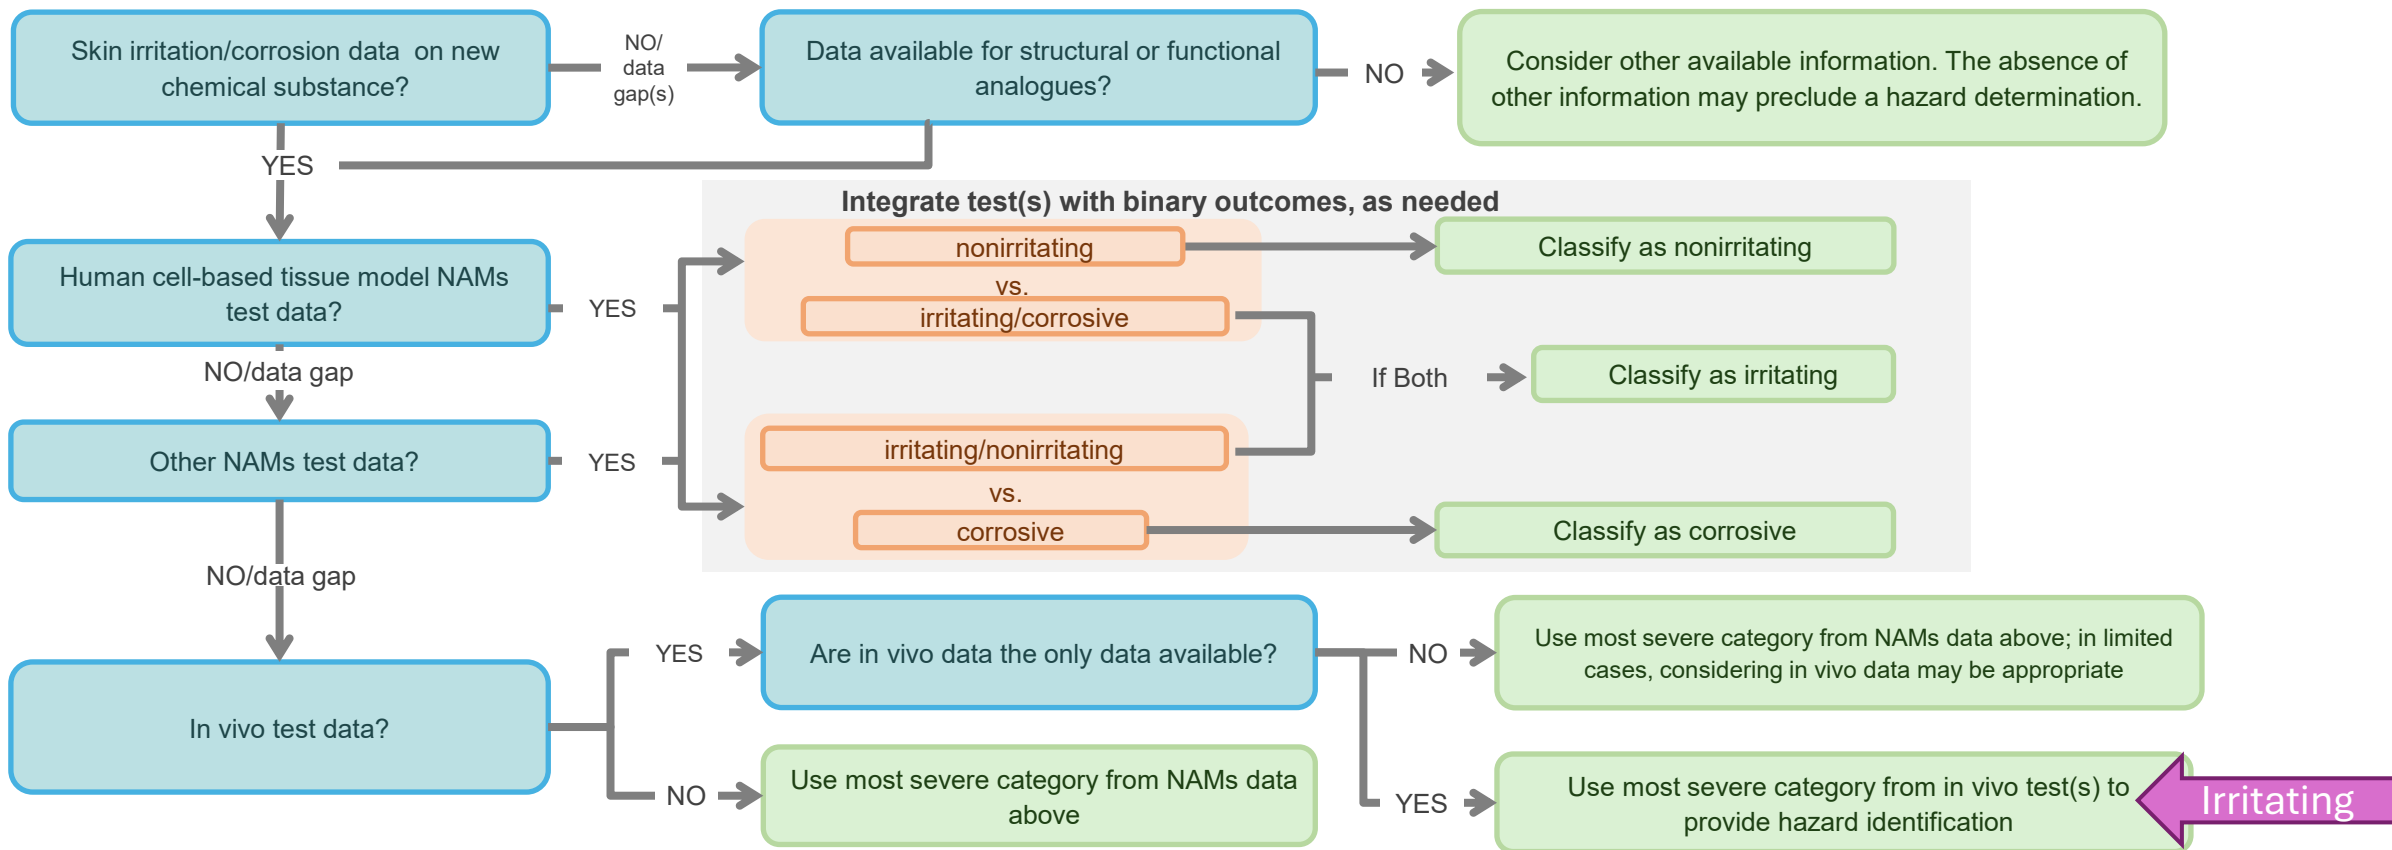 Skin irritation/corrosion data on new
chemical substance?
NO/
data
gap(s)
Data available for structural or functional
analogues?
NO
Consider other available information. The absence of
other information may preclude a hazard determination.
YES
Integrate test(s) with binary outcomes, as needed
Human cell-based tissue model NAMs
test data?
YES
nonirritating
vs.
irritating/corrosive
Classify as nonirritating
NO/data gap
If Both
Classify as irritating
Other NAMs test data?
YES
irritating/nonirritating
vs.
corrosive
Classify as corrosive
NO/data gap
In vivo test data?
YES
Are in vivo data the only data available?
NO
Use most severe category from NAMs data above; in limited
cases, considering in vivo data may be appropriate
NO
Use most severe category from NAMs data
above
YES
Use most severe category from in vivo test(s) to
provide hazard identification
Irritating